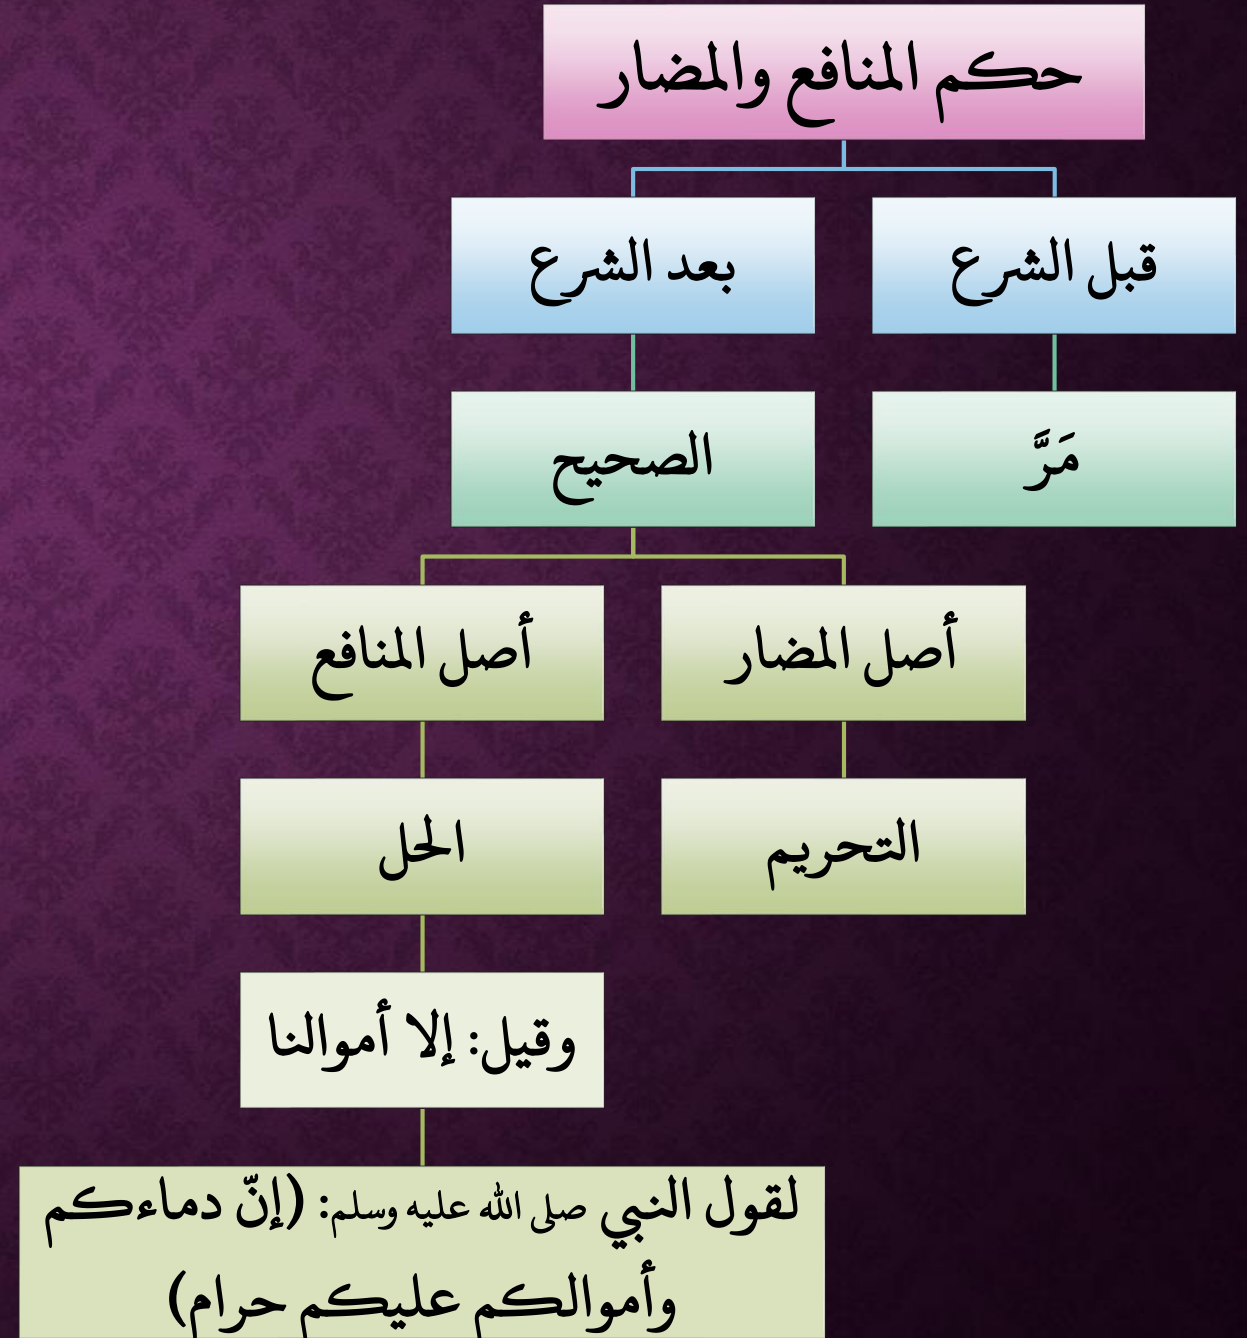 حكم المنافع والمضار
قبل الشرع
بعد الشرع
مَرَّ
الصحيح
أصل المضار
أصل المنافع
التحريم
الحل
وقيل: إلا أموالنا
لقول النبي صلى الله عليه وسلم: (إنّ دماءكم
وأموالكم عليكم حرام)